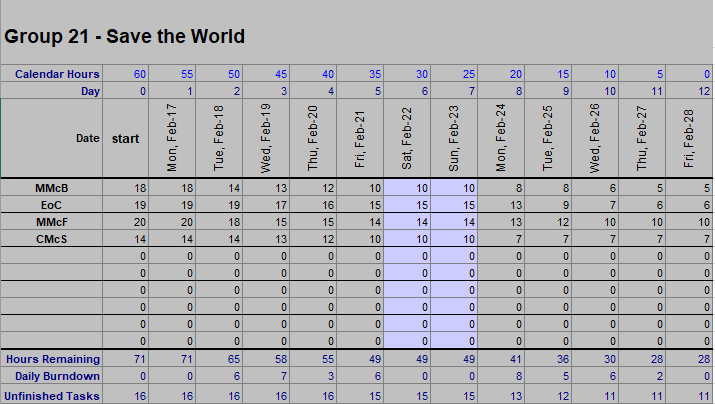 Group 21 - Save the World
Calendar Hours 60 55 50 45 40 35 30 25 20 15 10 5 0
Day 0 1 2 3 4 5 6 7 8 9 10 11 12
Date start Mon, Feb-17 Tue, Feb-18 Wed, Feb-19 Thu, Feb-20 Fri, Feb-21 Sat, Feb-22 Sun, Feb-23 Mon, Feb-24 Tue, Feb-25 Wed, Feb-26 Thu, Feb-27 Fri, Feb-28
MMcB 18 18 14 13 12 10 10 10 8 8 6 5 5
EoC 19 19 19 17 16 15 15 15 13 9 7 6 6
MMcF 20 20 18 15 15 14 14 14 13 12 10 10 10
CMcS 14 14 14 13 12 10 10 10 7 7 7 7 7
0 0 0 0 0 0 0 0 0 0 0 0 0
0 0 0 0 0 0 0 0 0 0 0 0 0
0 0 0 0 0 0 0 0 0 0 0 0 0
0 0 0 0 0 0 0 0 0 0 0 0 0
0 0 0 0 0 0 0 0 0 0 0 0 0
0 0 0 0 0 0 0 0 0 0 0 0 0
Hours Remaining 71 71 65 58 55 49 49 49 41 36 30 28 28
Daily Burndown 0 0 6 7 3 6 0 0 8 5 6 2 0
Unfinished Tasks 16 16 16 16 16 15 15 15 13 12 11 11 11